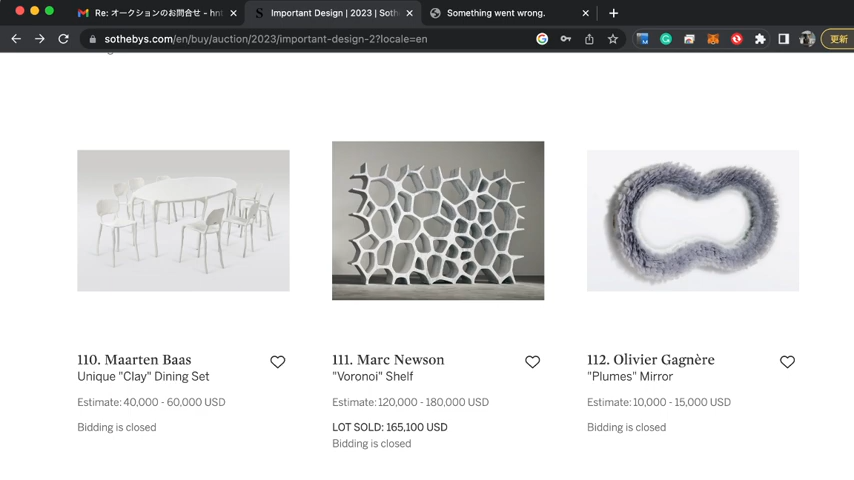 Re: オークションのお問合せ - hnt
Important Design | 2023 | Soth
Something went wrong.
sothebys.com/en/buy/auction/2023/important-design-2?locale=en
更新
110. Maarten Baas
Unique "Clay" Dining Set
Estimate: 40,000 - 60,000 USD
Bidding is closed
111. Marc Newson
"Voronoi" Shelf
Estimate: 120,000 - 180,000 USD
LOT SOLD: 165,100 USD
Bidding is closed
112. Olivier Gagnère
"Plumes" Mirror
Estimate: 10,000 - 15,000 USD
Bidding is closed